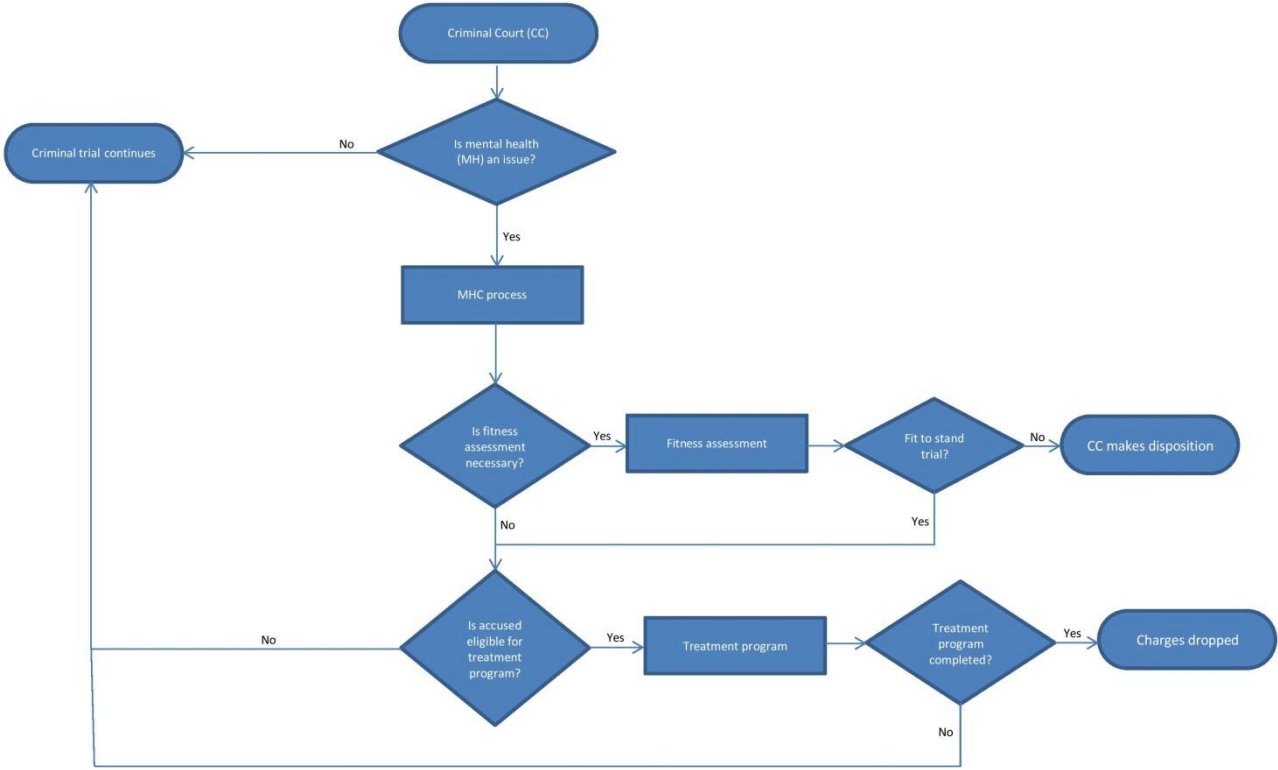 Criminal Court (CC)
Is mental health
(MH) an issue?
No
Criminal trial continues
Yes
MHC process
Is fitness
assessment
necessary?
Yes
Fitness assessment
Fit to stand
trial?
No
CC makes disposition
No
Yes
Is accused
eligible for
treatment
program?
No
Yes
Treatment program
Treatment
program
completed?
Yes
Charges dropped
No